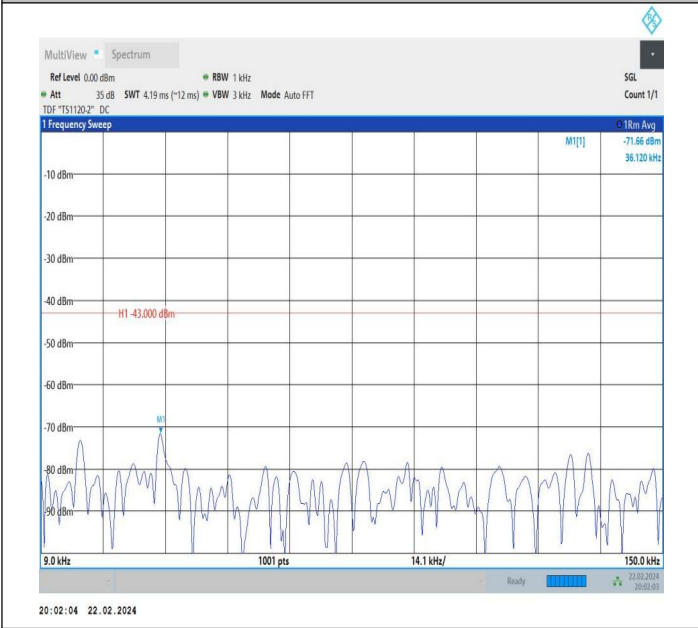 R S
MultiView Spectrum
Ref Level 0.00 dBm RBW 1 kHz SGL
Att 35 dB SWT 4.19 ms (~12 ms) VBW 3 kHz Mode Auto FFT Count 1/1
TDF "TS1120-2" DC
1 Frequency Sweep 1Rm Avg
M1[1] -71.66 dBm
36.120 kHz
-10 dBm
-20 dBm
-30 dBm
-40 dBm
H1 -43.000 dBm
-50 dBm
-60 dBm
M1
-70 dBm
-80 dBm
-90 dBm
9.0 kHz 1001 pts 14.1 kHz/ 150.0 kHz
Ready 22.02.2024
20:02:03
20:02:04 22.02.2024